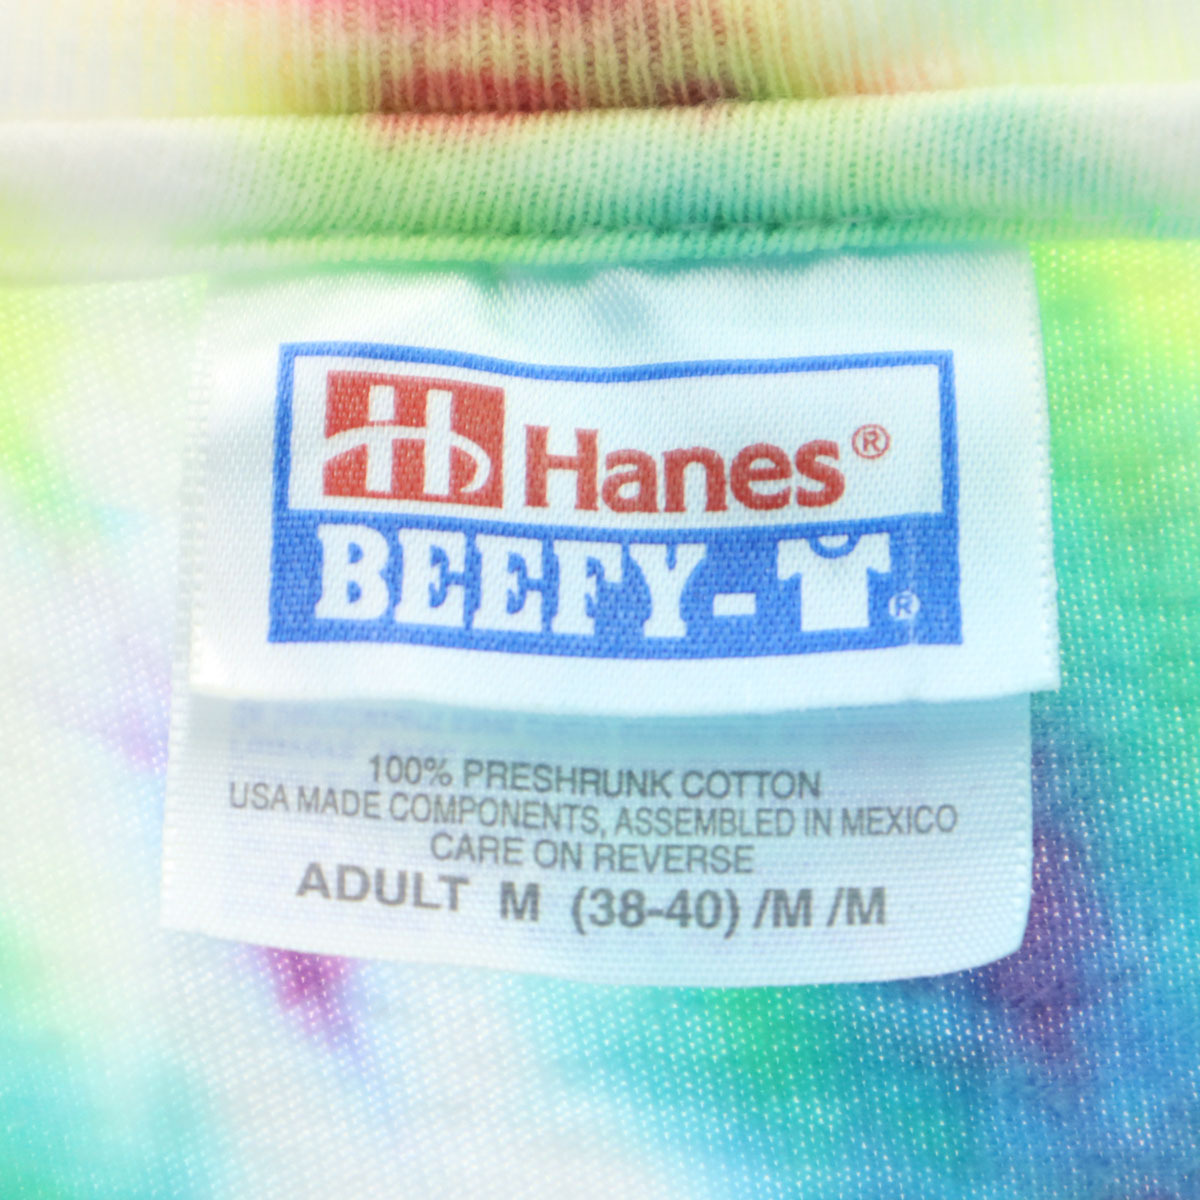 Hanes®
BEEFY-T®
100% PRESHRUNK COTTON
USA MADE COMPONENTS, ASSEMBLED IN MEXICO
CARE ON REVERSE
ADULT M (38-40) /M /M